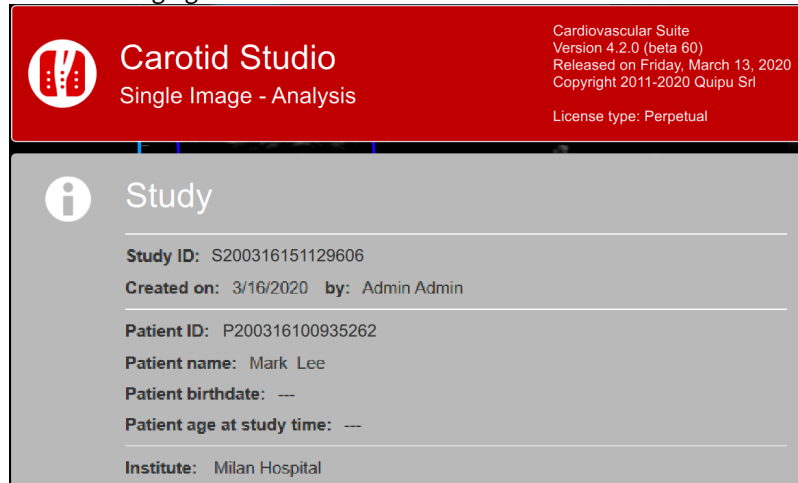 Carotid Studio
Single Image - Analysis
Cardiovascular Suite
Version 4.2.0 (beta 60)
Released on Friday, March 13, 2020
Copyright 2011-2020 Quipu Srl
License type: Perpetual
Study
Study ID: S200316151129606
Created on: 3/16/2020 by: Admin Admin
Patient ID: P200316100935262
Patient name: Mark Lee
Patient birthdate: ---
Patient age at study time: ---
Institute: Milan Hospital